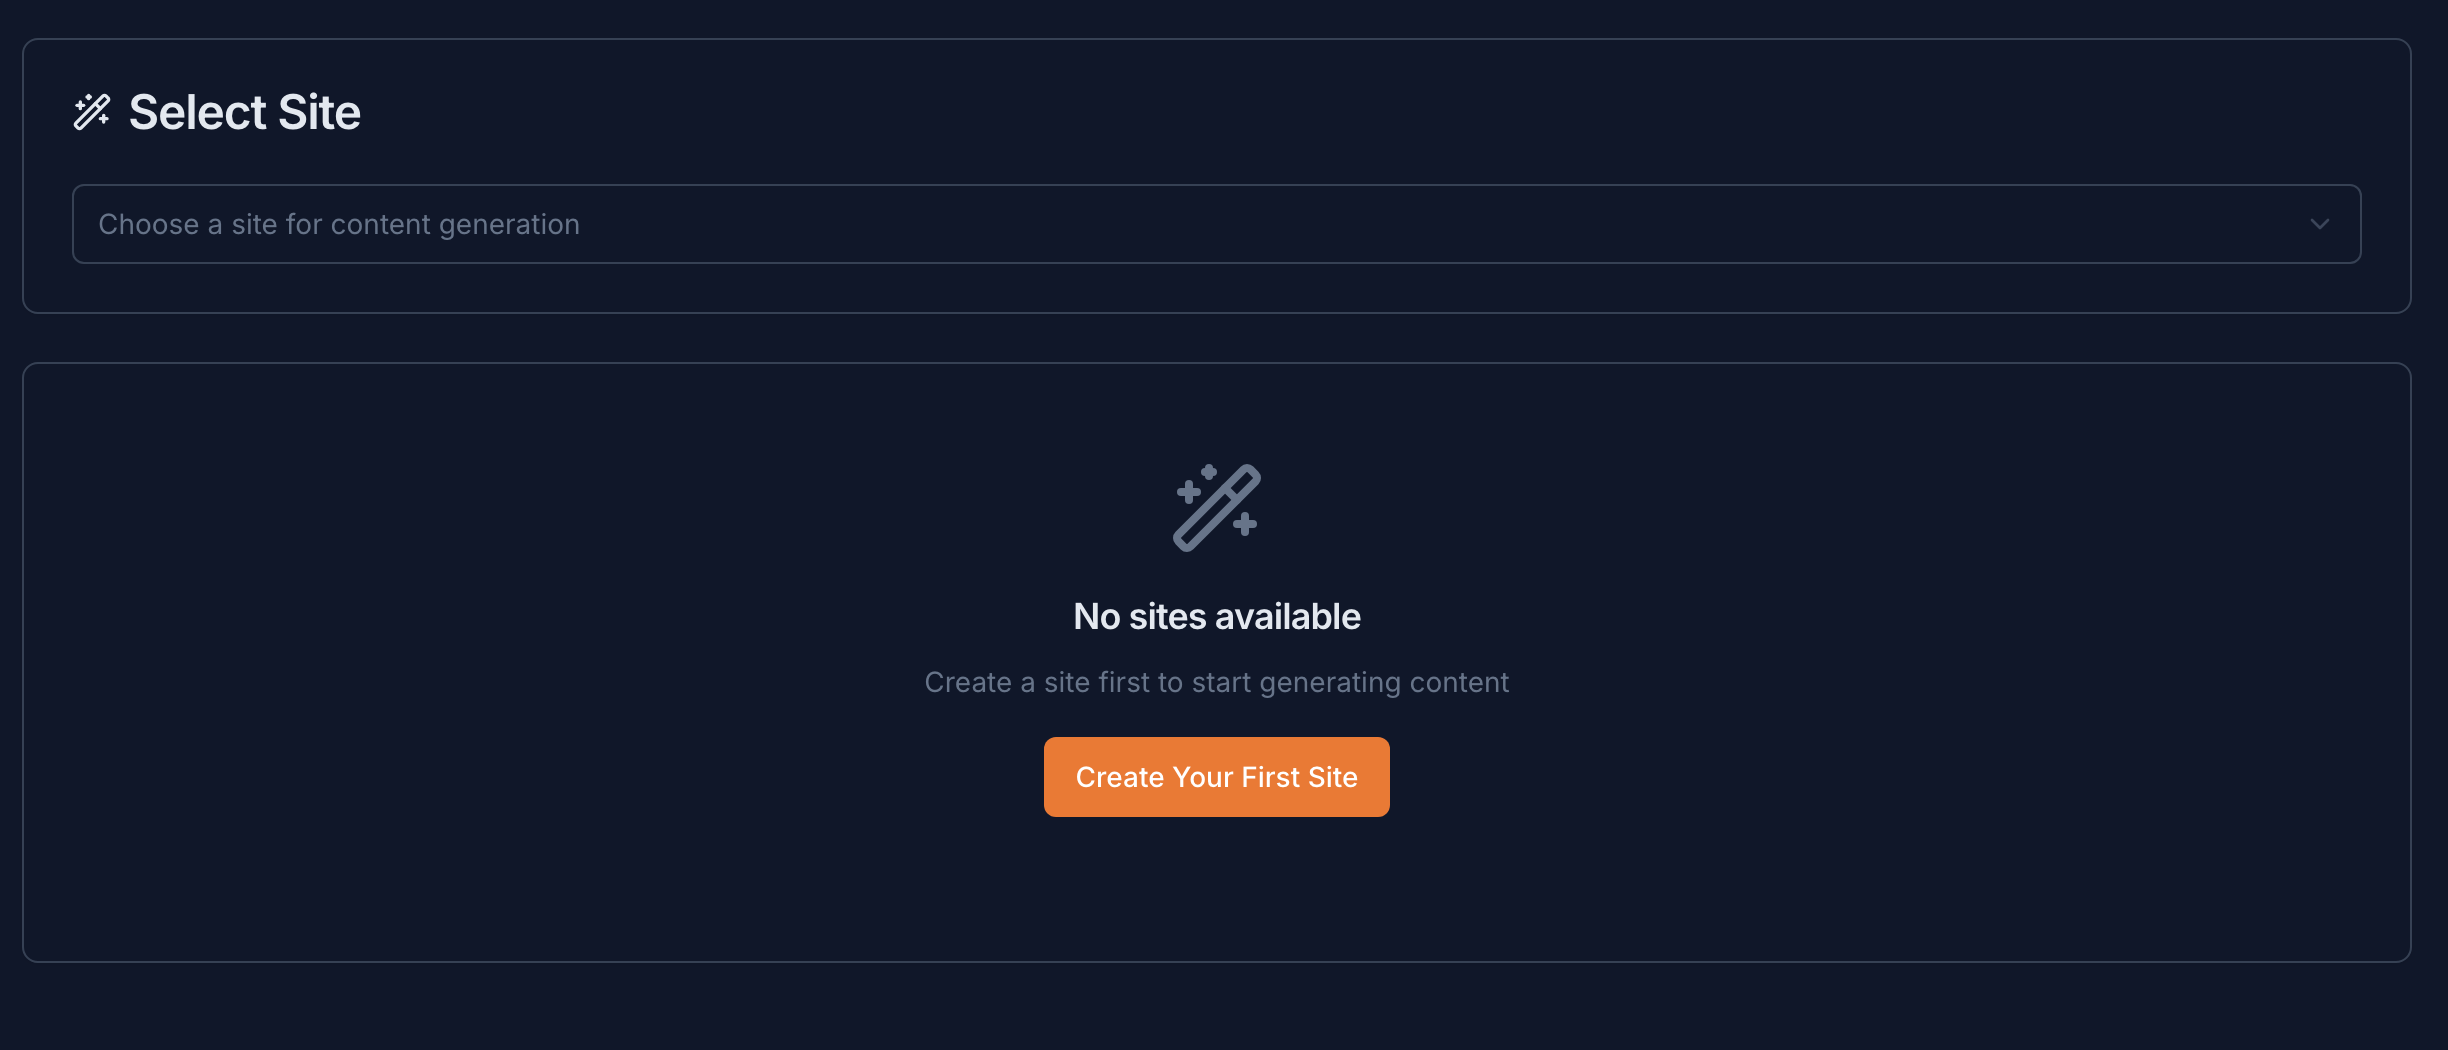 Select Site
Choose a site for content generation
No sites available
Create a site first to start generating content
Create Your First Site